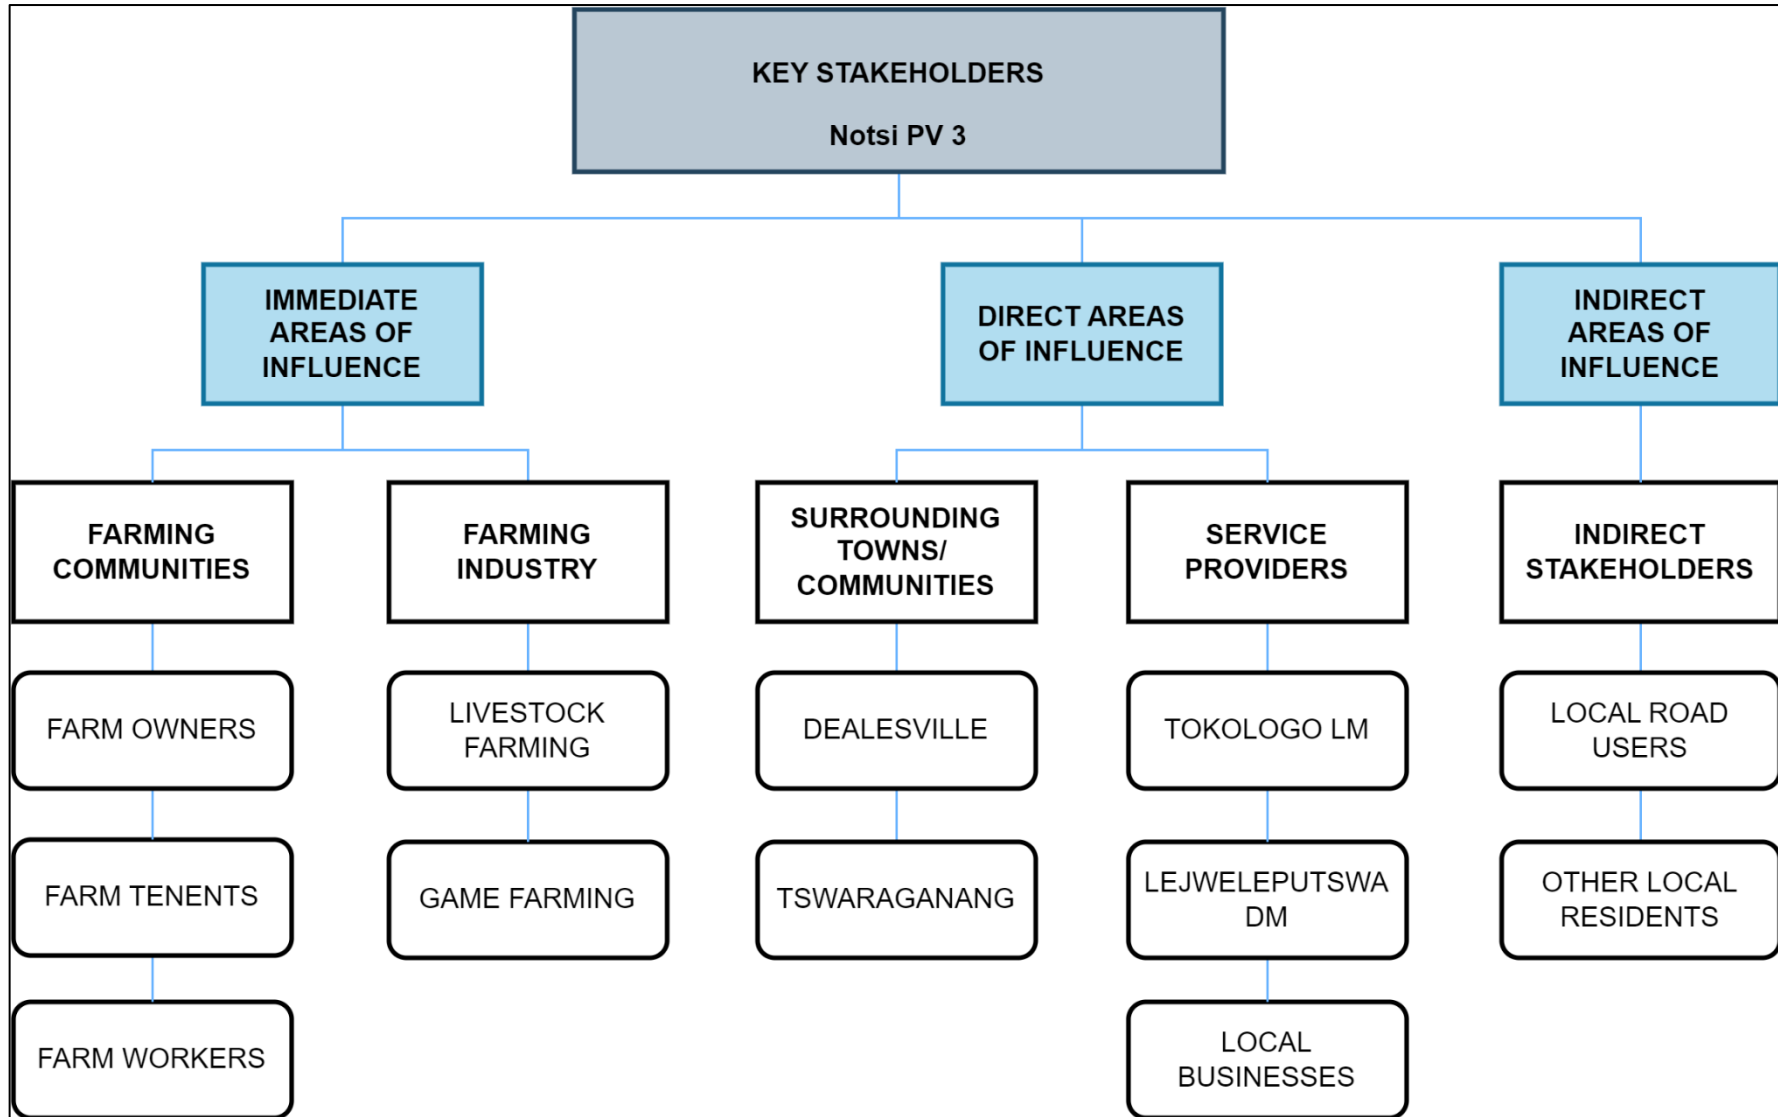 KEY STAKEHOLDERS
Notsi PV 3
IMMEDIATE
AREAS OF
INFLUENCE
DIRECT AREAS
OF INFLUENCE
INDIRECT
AREAS OF
INFLUENCE
FARMING
COMMUNITIES
FARMING
INDUSTRY
SURROUNDING
TOWNS/
COMMUNITIES
SERVICE
PROVIDERS
INDIRECT
STAKEHOLDERS
FARM OWNERS
LIVESTOCK
FARMING
DEALESVILLE
TOKOLOGO LM
LOCAL ROAD
USERS
FARM TENENTS
GAME FARMING
TSWARAGANANG
LEJWELEPUTSWA
DM
OTHER LOCAL
RESIDENTS
FARM WORKERS
LOCAL
BUSINESSES